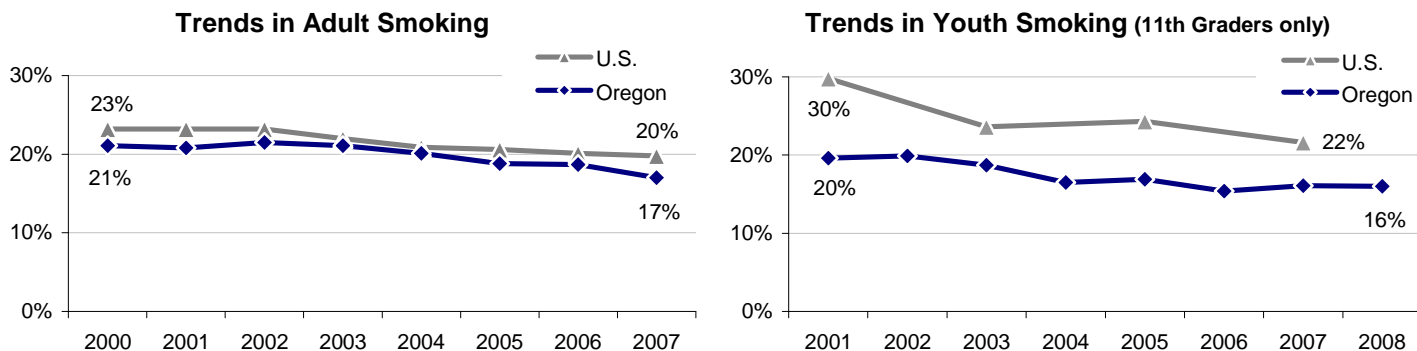 Trends in Adult Smoking
U.S.
Oregon
30%
20%
10%
0%
23%
21%
20%
17%
2000 2001 2002 2003 2004 2005 2006 2007
Trends in Youth Smoking (11th Graders only)
U.S.
Oregon
30%
20%
10%
0%
30%
20%
22%
16%
2001 2002 2003 2004 2005 2006 2007 2008